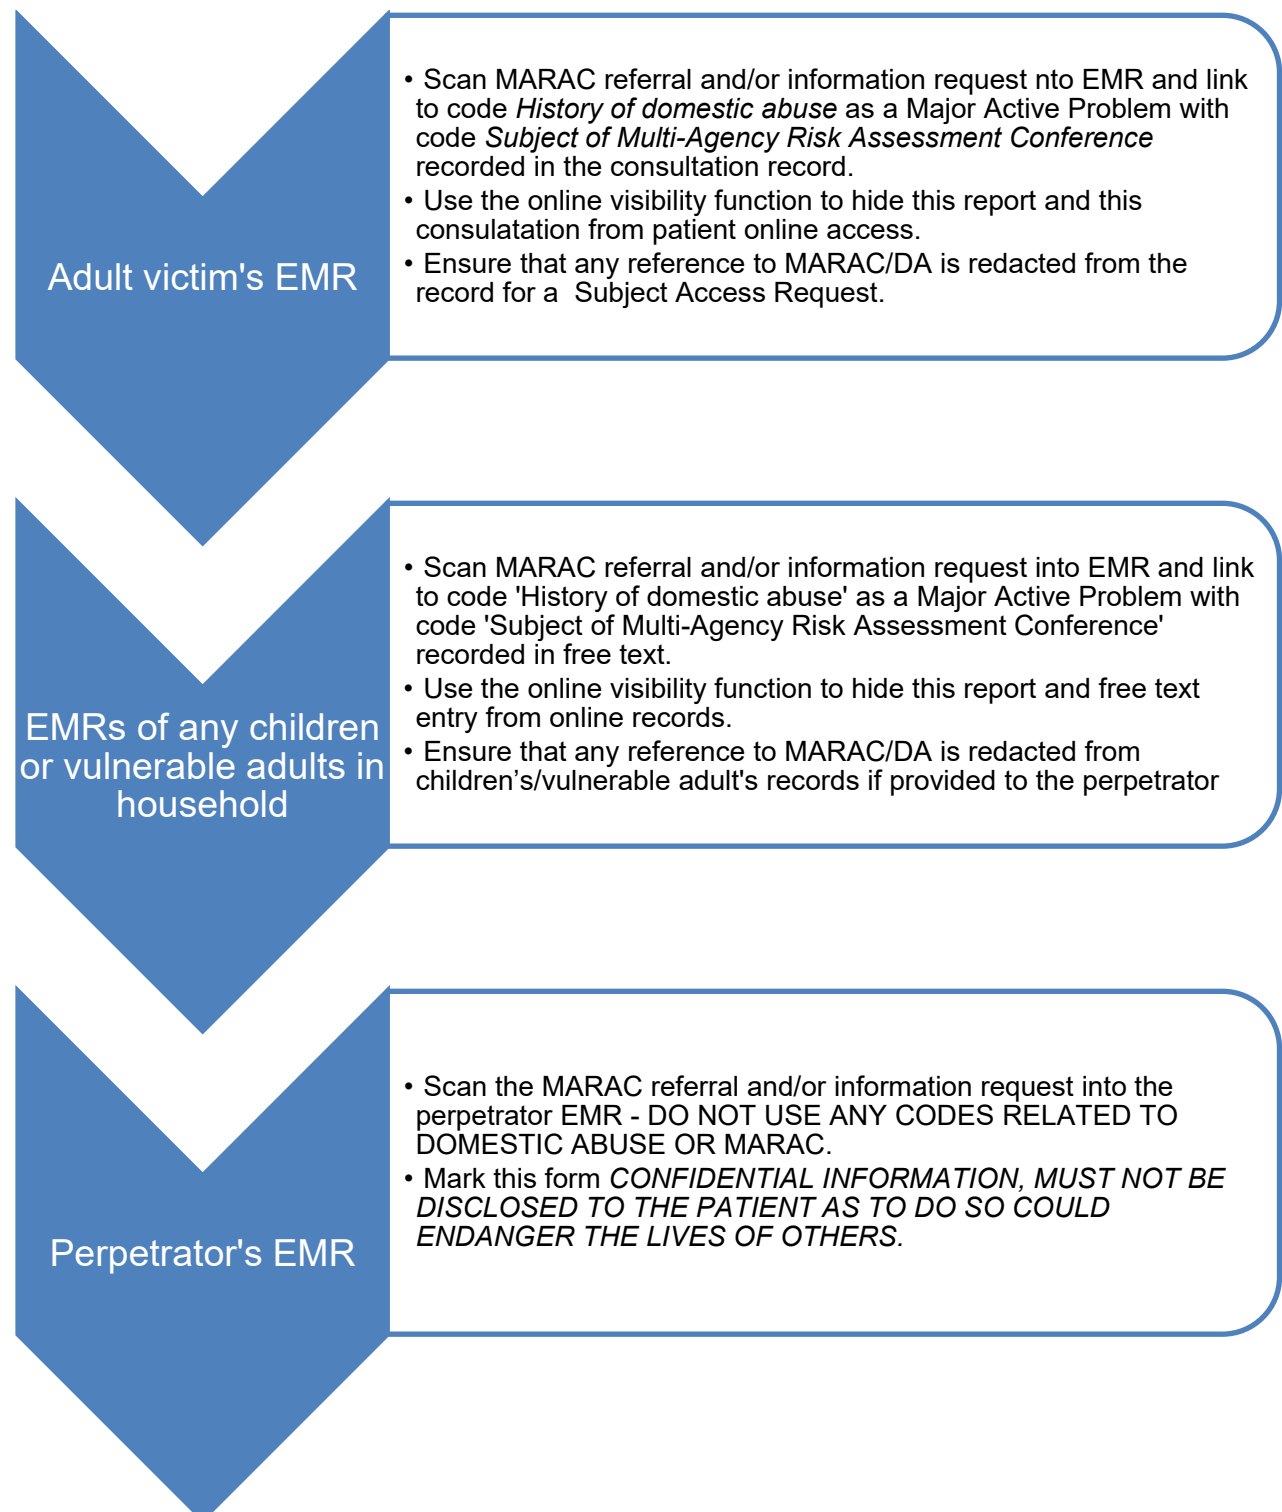 Adult victim's EMR
• Scan MARAC referral and/or information request nto EMR and link
to code History of domestic abuse as a Major Active Problem with
code Subject of Multi-Agency Risk Assessment Conference
recorded in the consultation record.
• Use the online visibility function to hide this report and this
consulatation from patient online access.
• Ensure that any reference to MARAC/DA is redacted from the
record for a  Subject Access Request.
EMRs of any children
or vulnerable adults in
household
• Scan MARAC referral and/or information request into EMR and link
to code 'History of domestic abuse' as a Major Active Problem with
code 'Subject of Multi-Agency Risk Assessment Conference'
recorded in free text.
• Use the online visibility function to hide this report and free text
entry from online records.
• Ensure that any reference to MARAC/DA is redacted from
children’s/vulnerable adult's records if provided to the perpetrator
Perpetrator's EMR
• Scan the MARAC referral and/or information request into the
perpetrator EMR - DO NOT USE ANY CODES RELATED TO
DOMESTIC ABUSE OR MARAC.
• Mark this form CONFIDENTIAL INFORMATION, MUST NOT BE
DISCLOSED TO THE PATIENT AS TO DO SO COULD
ENDANGER THE LIVES OF OTHERS.